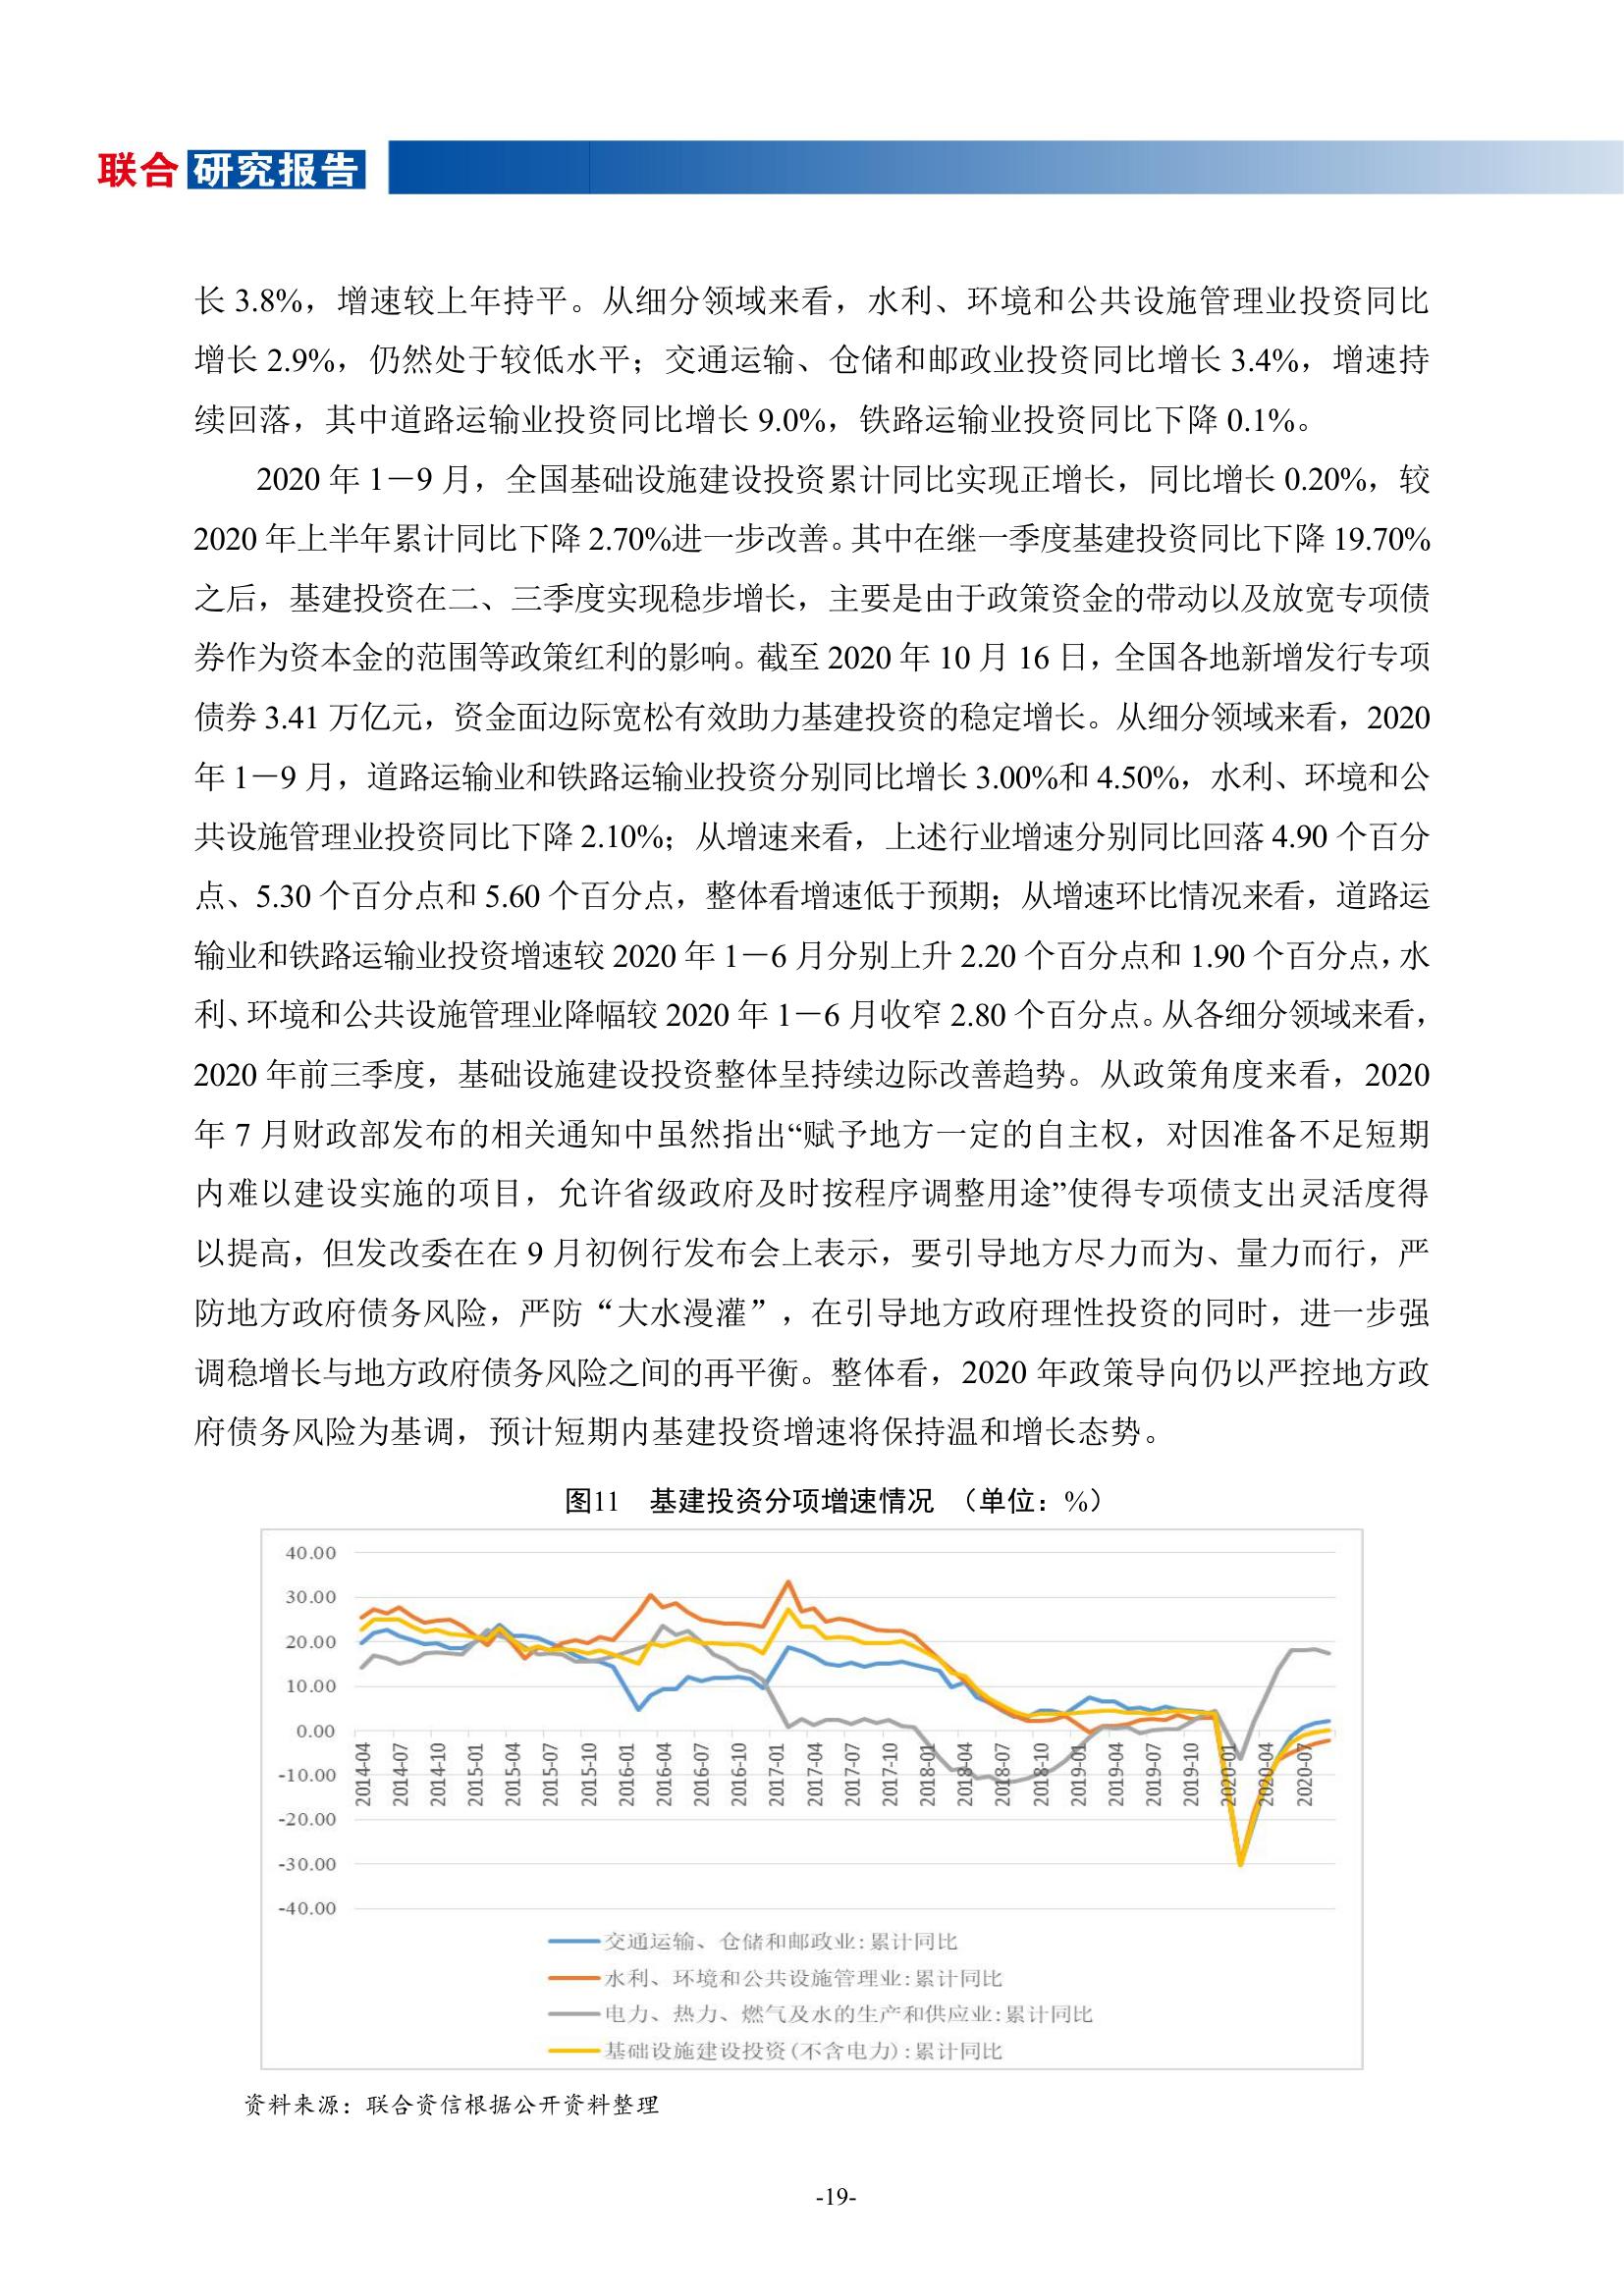 联合 研究报告
长 3.8%，增速较上年持平。从细分领域来看，水利、环境和公共设施管理业投资同比
增长 2.9%，仍然处于较低水平；交通运输、仓储和邮政业投资同比增长 3.4%，增速持
续回落，其中道路运输业投资同比增长 9.0%，铁路运输业投资同比下降 0.1%。
2020 年 1－9 月，全国基础设施建设投资累计同比实现正增长，同比增长 0.20%，较
2020 年上半年累计同比下降 2.70%进一步改善。其中在继一季度基建投资同比下降 19.70%
之后，基建投资在二、三季度实现稳步增长，主要是由于政策资金的带动以及放宽专项债
券作为资本金的范围等政策红利的影响。截至 2020 年 10 月 16 日，全国各地新增发行专项
债券 3.41 万亿元，资金面边际宽松有效助力基建投资的稳定增长。从细分领域来看，2020
年 1－9 月，道路运输业和铁路运输业投资分别同比增长 3.00%和 4.50%，水利、环境和公
共设施管理业投资同比下降 2.10%；从增速来看，上述行业增速分别同比回落 4.90 个百分
点、5.30 个百分点和 5.60 个百分点，整体看增速低于预期；从增速环比情况来看，道路运
输业和铁路运输业投资增速较 2020 年 1－6 月分别上升 2.20 个百分点和 1.90 个百分点，水
利、环境和公共设施管理业降幅较 2020 年 1－6 月收窄 2.80 个百分点。从各细分领域来看，
2020 年前三季度，基础设施建设投资整体呈持续边际改善趋势。从政策角度来看，2020
年 7 月财政部发布的相关通知中虽然指出“赋予地方一定的自主权，对因准备不足短期
内难以建设实施的项目，允许省级政府及时按程序调整用途”使得专项债支出灵活度得
以提高，但发改委在在 9 月初例行发布会上表示，要引导地方尽力而为、量力而行，严
防地方政府债务风险，严防“大水漫灌”，在引导地方政府理性投资的同时，进一步强
调稳增长与地方政府债务风险之间的再平衡。整体看，2020 年政策导向仍以严控地方政
府债务风险为基调，预计短期内基建投资增速将保持温和增长态势。
图11 基建投资分项增速情况 （单位：%）
40.00
30.00
20.00
10.00
0.00
-10.00
-20.00
-30.00
-40.00
2014-04
2014-07
2014-10
2015-01
2015-04
2015-07
2015-10
2016-01
2016-04
2016-07
2016-10
2017-01
2017-04
2017-07
2017-10
2018-01
2018-04
2018-07
2018-10
2019-01
2019-04
2019-07
2019-10
2020-01
2020-04
2020-07
交通运输、仓储和邮政业:累计同比
水利、环境和公共设施管理业:累计同比
电力、热力、燃气及水的生产和供应业:累计同比
基础设施建设投资(不含电力):累计同比
资料来源：联合资信根据公开资料整理
-19-